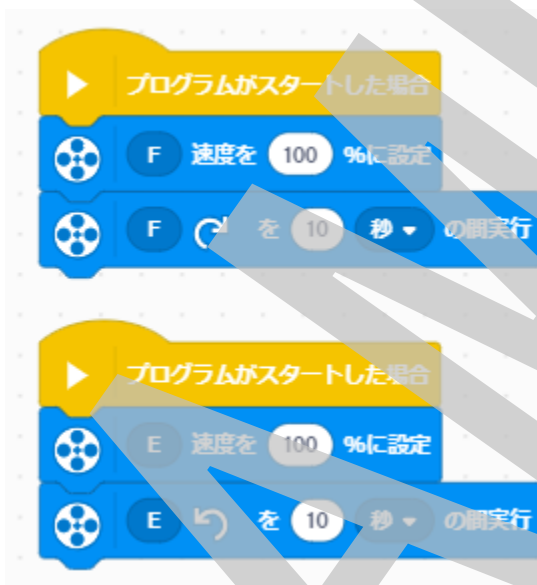 プログラムがスタートした場合
F 速度を 100 %に設定
F を 10 秒 の間実行
プログラムがスタートした場合
E 速度を 100 %に設定
E を 10 秒 の間実行